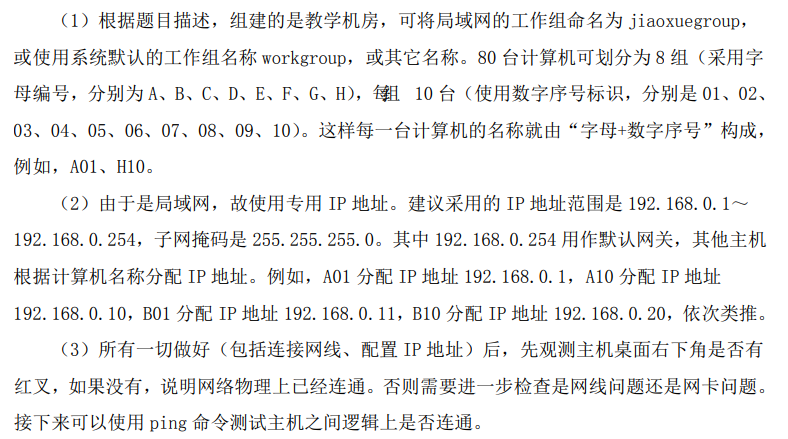 （1）根据题目描述，组建的是教学机房，可将局域网的工作组命名为 jiaoxuegroup，
或使用系统默认的工作组名称 workgroup，或其它名称。80 台计算机可划分为 8 组（采用字
母编号，分别为 A、B、C、D、E、F、G、H），每组 10 台（使用数字序号标识，分别是 01、02、
03、04、05、06、07、08、09、10）。这样每一台计算机的名称就由“字母+数字序号”构成，
例如，A01、H10。
（2）由于是局域网，故使用专用 IP 地址。建议采用的 IP 地址范围是 192.168.0.1～
192.168.0.254，子网掩码是 255.255.255.0。其中 192.168.0.254 用作默认网关，其他主机
根据计算机名称分配 IP 地址。例如，A01 分配 IP 地址 192.168.0.1，A10 分配 IP 地址
192.168.0.10，B01 分配 IP 地址 192.168.0.11，B10 分配 IP 地址 192.168.0.20，依次类推。
（3）所有一切做好（包括连接网线、配置 IP 地址）后，先观测主机桌面右下角是否有
红叉，如果没有，说明网络物理上已经连通。否则需要进一步检查是网线问题还是网卡问题。
接下来可以使用 ping 命令测试主机之间逻辑上是否连通。